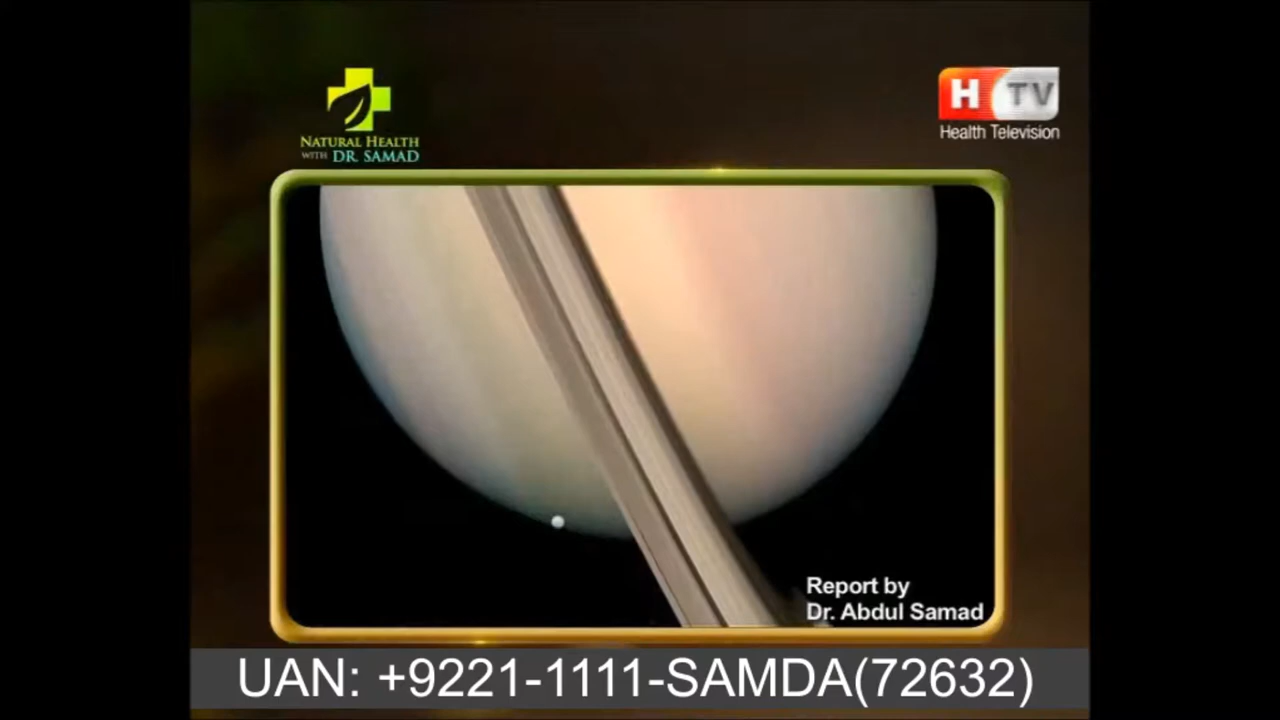 NATURAL HEALTH
WITH DR. SAMAD
H TV
Health Television
Report by
Dr. Abdul Samad
UAN: +9221-1111-SAMDA(72632)